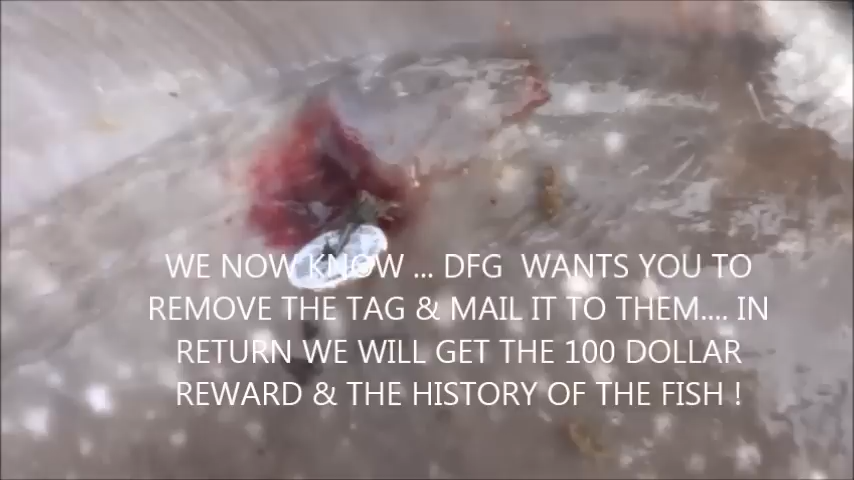 WE NOW KNOW ... DFG  WANTS YOU TO
REMOVE THE TAG & MAIL IT TO THEM.... IN
RETURN WE WILL GET THE 100 DOLLAR
REWARD & THE HISTORY OF THE FISH !